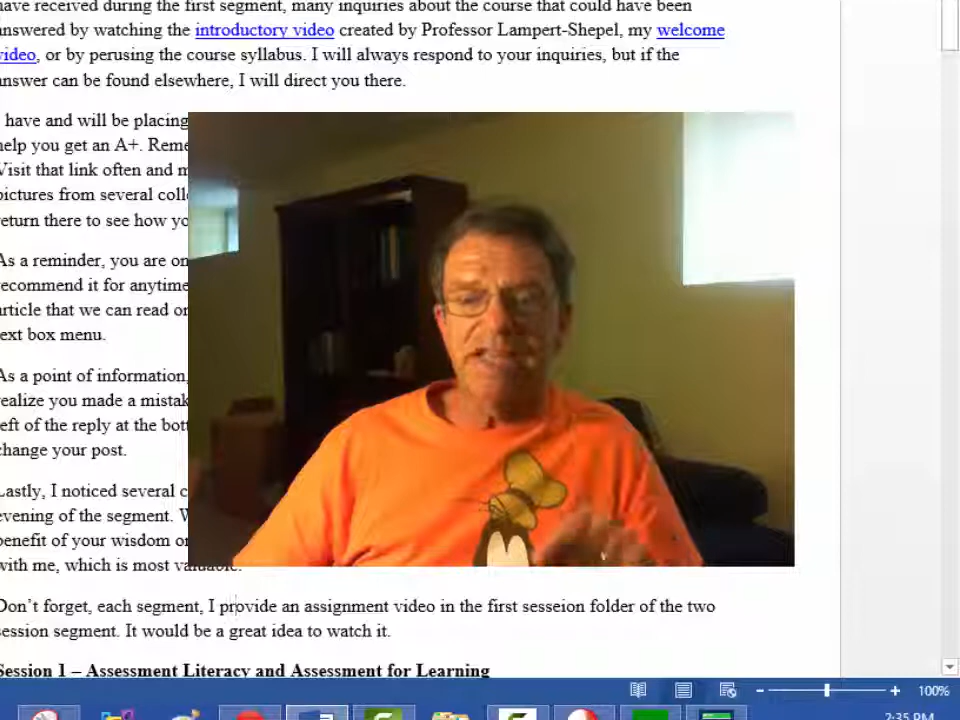 have received during the first segment, many inquiries about the course that could have been
answered by watching the introductory video created by Professor Lampert-Shepel, my welcome
video, or by perusing the course syllabus. I will always respond to your inquiries, but if the
answer can be found elsewhere, I will direct you there.
have and will be placing
help you get an A+. Reme
Visit that link often and m
pictures from several coll
return there to see how yo
As a reminder, you are on
recommend it for anytime
article that we can read or
text box menu.
As a point of information,
realize you made a mistak
left of the reply at the bott
change your post.
Lastly, I noticed several c
evening of the segment. W
benefit of your wisdom or
with me, which is most valuable.
Don't forget, each segment, I provide an assignment video in the first sesseion folder of the two
session segment. It would be a great idea to watch it.
Session 1 – Assessment Literacy and Assessment for Learning
100%
2:35 PM